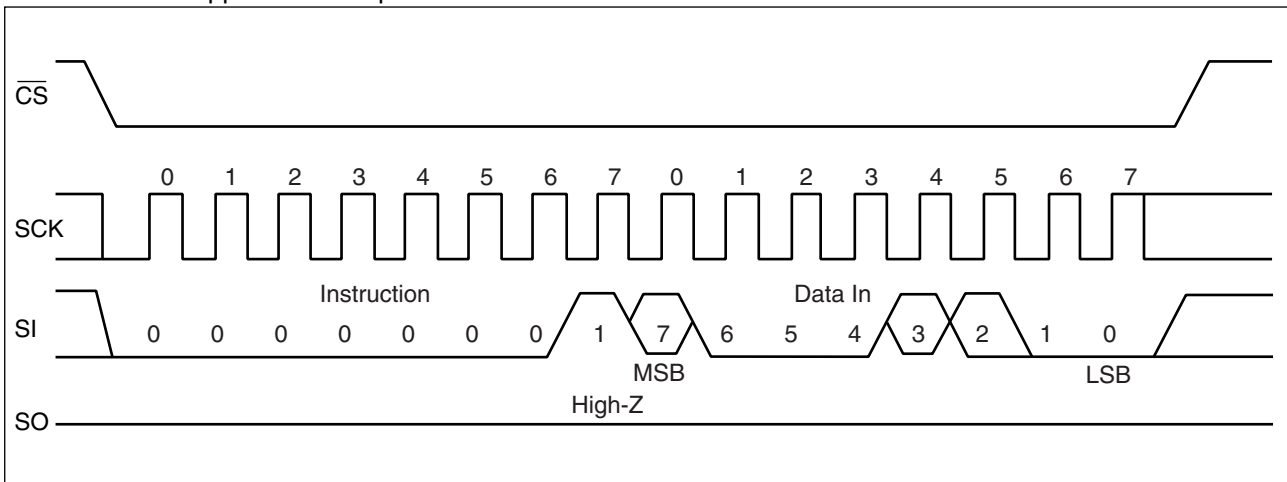 CS
0 1 2 3 4 5 6 7 0 1 2 3 4 5 6 7
SCK
Instruction Data In
SI 0 0 0 0 0 0 0 1 7 6 5 4 3 2 1 0
MSB LSB
High-Z
SO